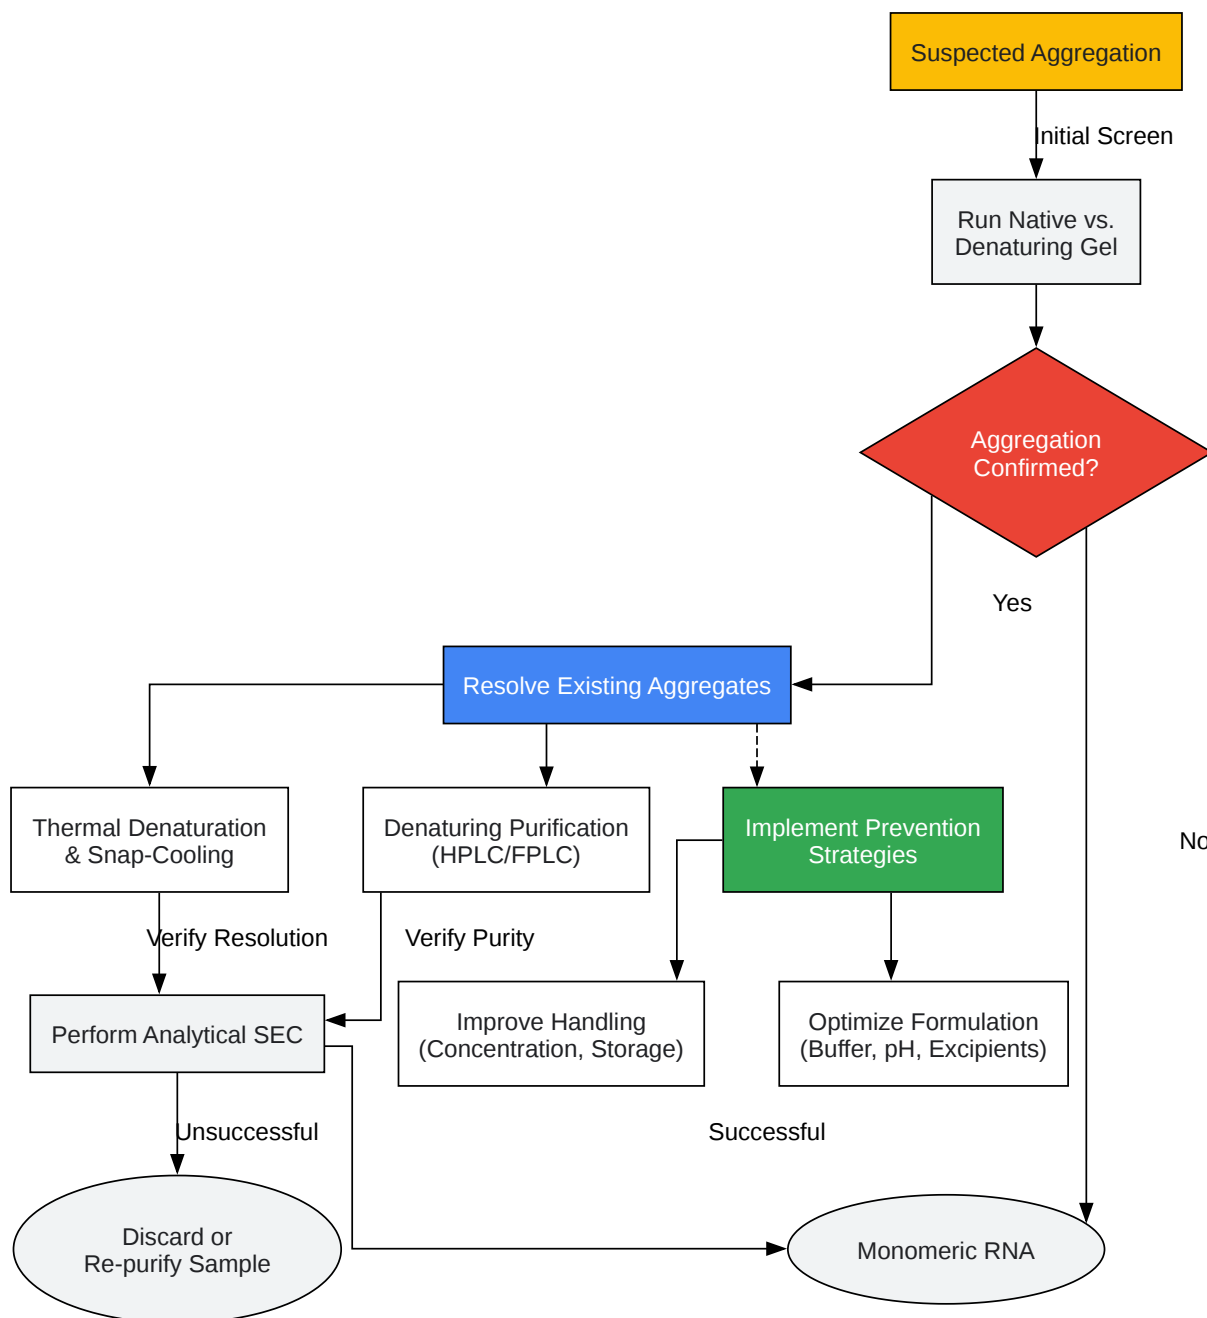 Suspected Aggregation
Initial Screen
Run Native vs.
Denaturing Gel
Aggregation
Confirmed?
Yes
Resolve Existing Aggregates
Thermal Denaturation
& Snap-Cooling
Denaturing Purification
(HPLC/FPLC)
Implement Prevention
Strategies
No
Verify Resolution
Verify Purity
Perform Analytical SEC
Improve Handling
(Concentration, Storage)
Optimize Formulation
(Buffer, pH, Excipients)
Unsuccessful
Successful
Discard or
Re-purify Sample
Monomeric RNA